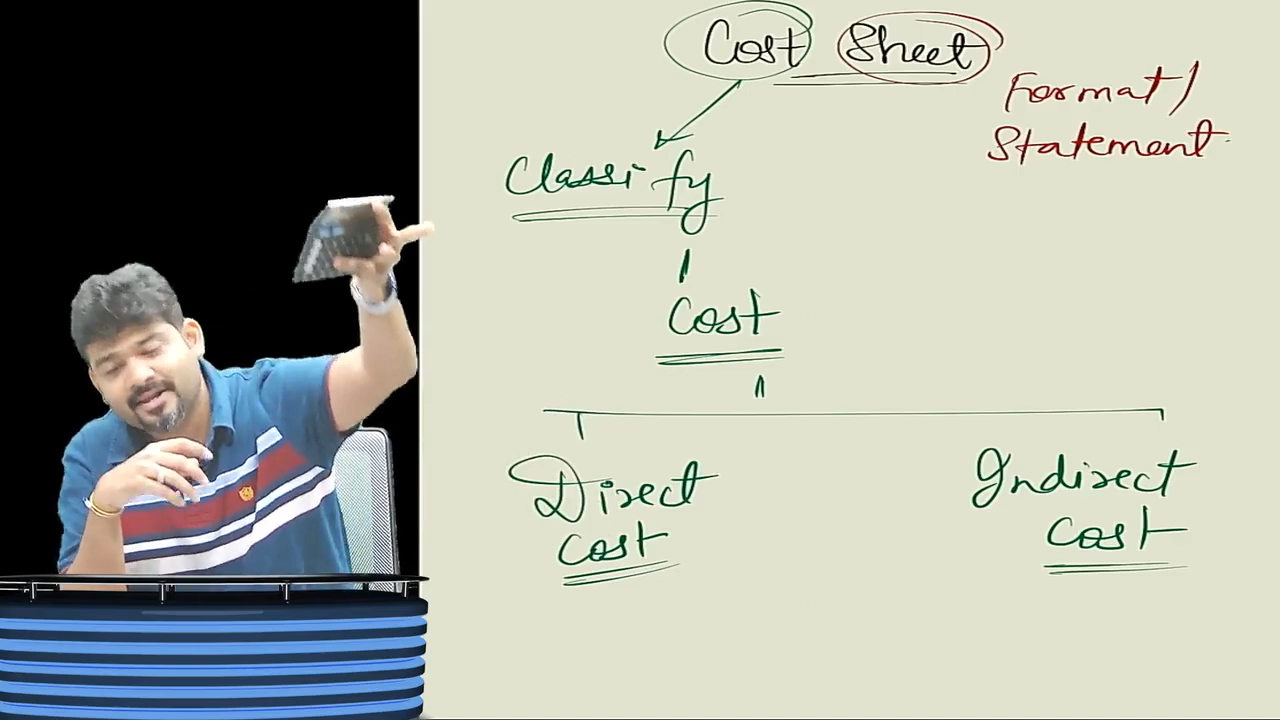 Cost Sheet
Format/
Statement
Classify
Cost
Direct
Cost
Indirect
Cost